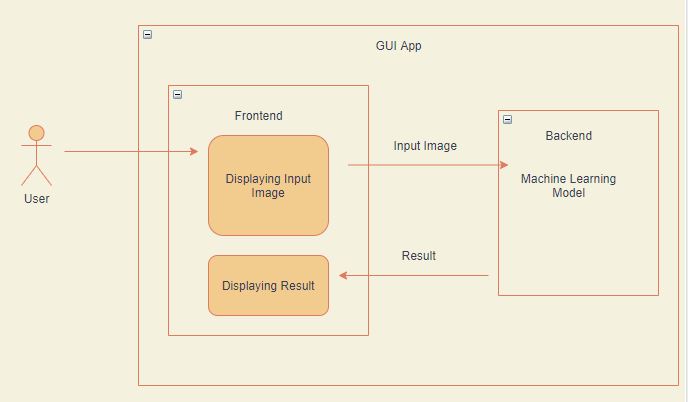 GUI App
Frontend
Displaying Input
Image
Displaying Result
User
Input Image
Result
Backend
Machine Learning
Model